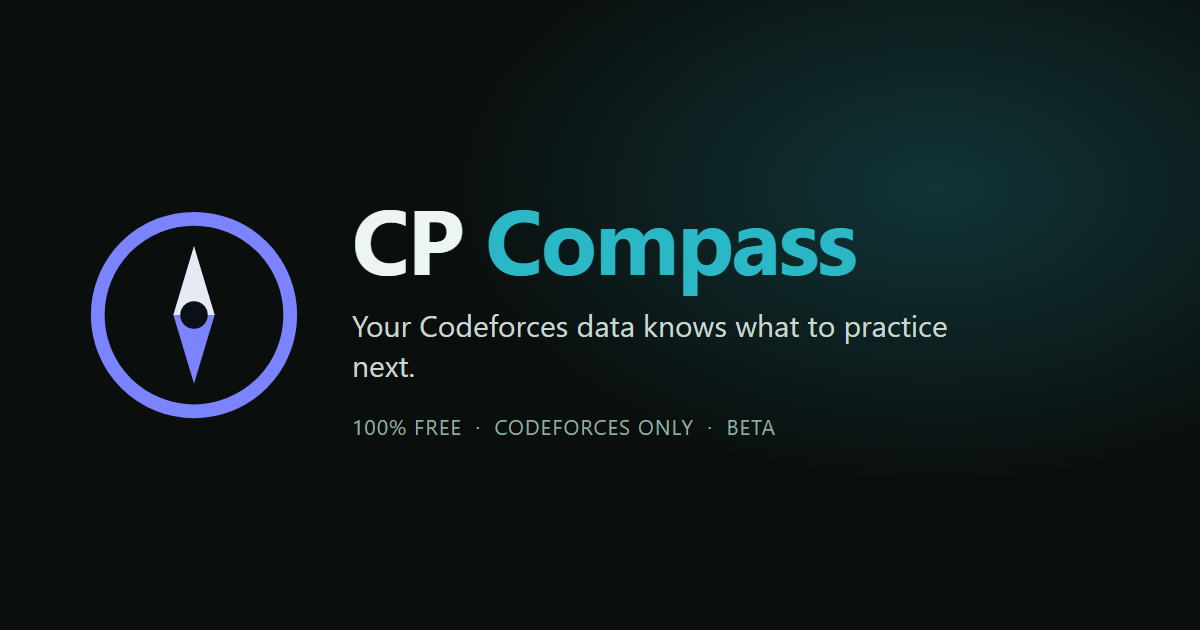 CP Compass
Your Codeforces data knows what to practice
next.
100% FREE · CODEFORCES ONLY · BETA